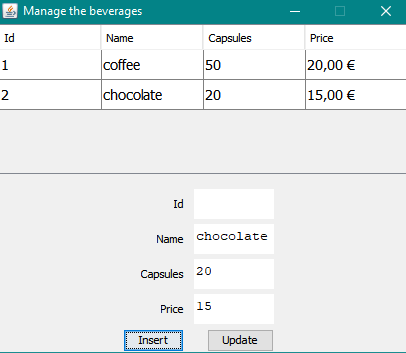 Manage the beverages
Id Name Capsules Price
1 coffee 50 20,00 €
2 chocolate 20 15,00 €
Id
Name chocolate
Capsules 20
Price 15
Insert Update